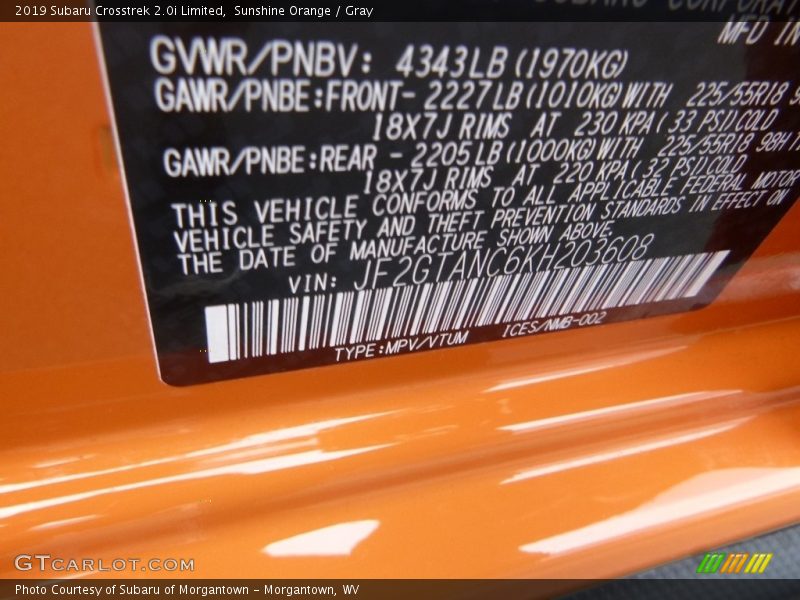 2019 Subaru Crosstrek 2.0i Limited, Sunshine Orange / Gray
MFD IN
GVWR/PNBV: 4343LB (1970KG)
GAWR/PNBE:FRONT- 2227LB(1010KG)WITH 225/55R18 9
18X7J RIMS AT 230 KPA( 33 PSI)COLD
GAWR/PNBE:REAR - 2205LB(1000KG)WITH 225/55R18 98H
18X7J RIMS AT 220 KPA( 32 PSI)COLD
THIS VEHICLE CONFORMS TO ALL APPLICABLE FEDERAL MOTOR
VEHICLE SAFETY AND THEFT PREVENTION STANDARDS IN EFFECT ON
THE DATE OF MANUFACTURE SHOWN ABOVE.
VIN: JF2GTANC6KH203608
TYPE:MPV/VTUM ICES/NMB-002
GTCARLOT.COM
Photo Courtesy of Subaru of Morgantown - Morgantown, WV